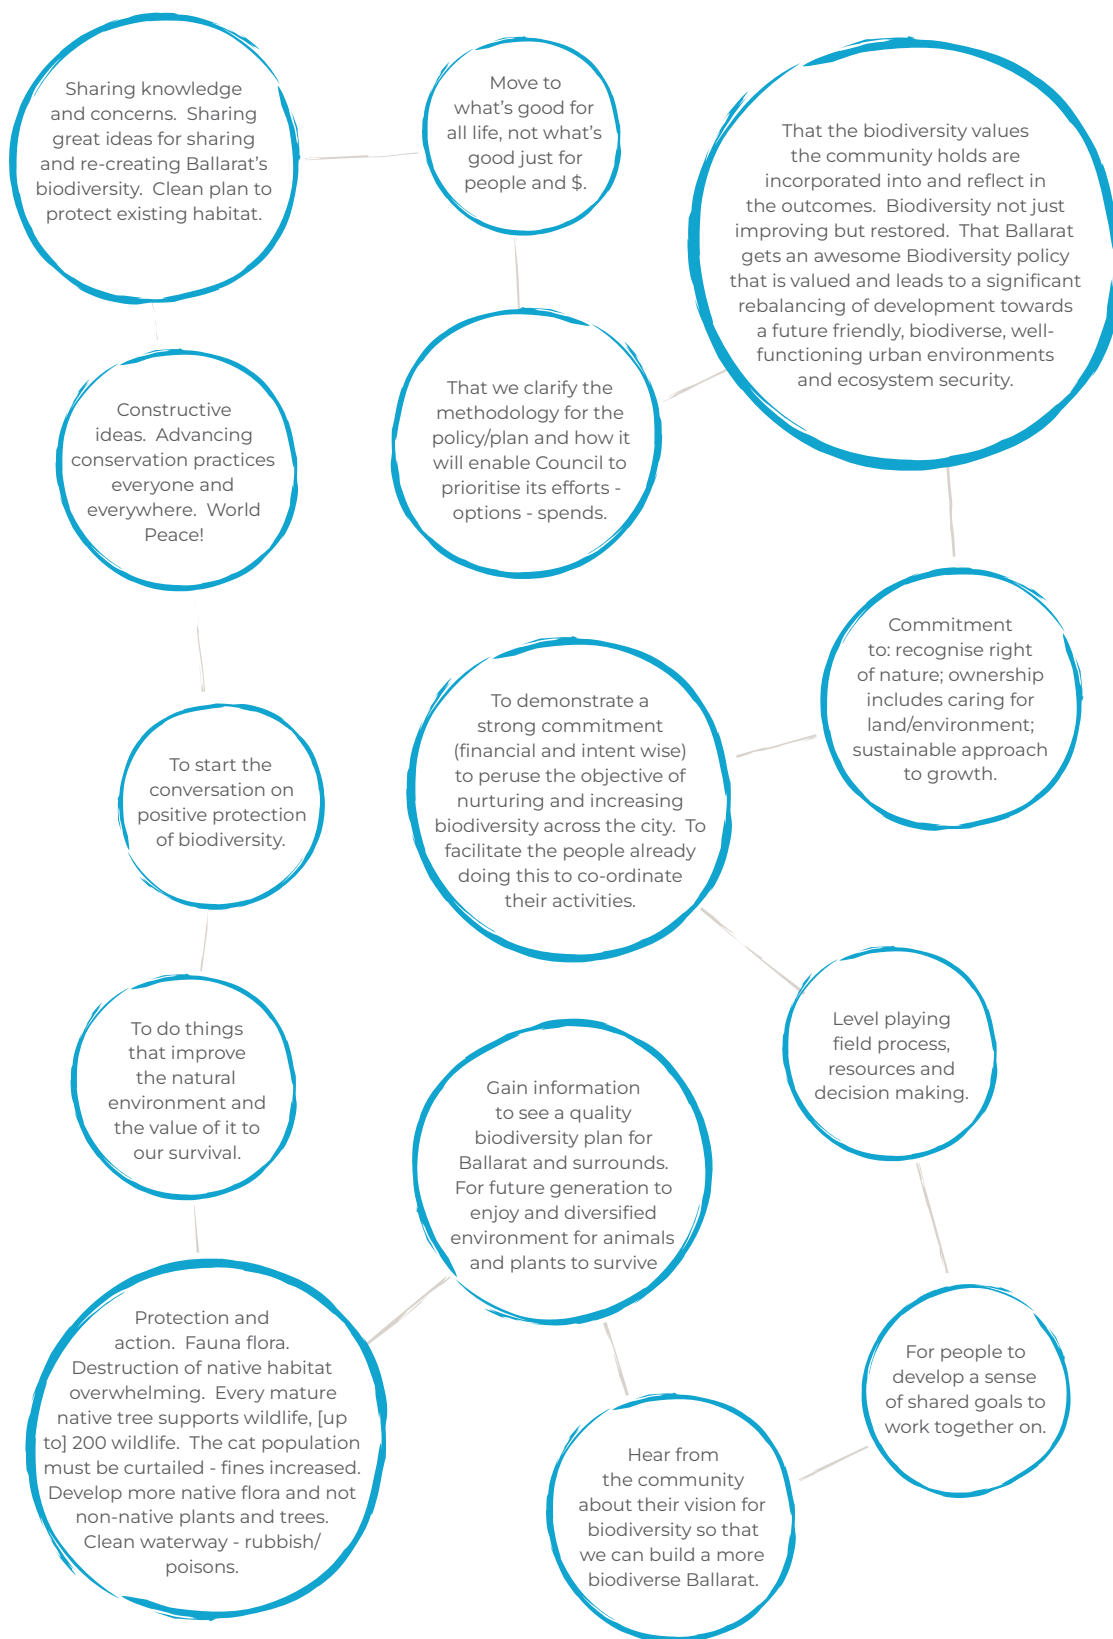 Sharing knowledge
and concerns.  Sharing
great ideas for sharing
and re-creating Ballarat's
biodiversity.  Clean plan to
protect existing habitat.
Move to
what's good for
all life, not what's
good just for
people and $.
That the biodiversity values
the community holds are
incorporated into and reflect in
the outcomes.  Biodiversity not just
improving but restored.  That Ballarat
gets an awesome Biodiversity policy
that is valued and leads to a significant
rebalancing of development towards
a future friendly, biodiverse, well-
functioning urban environments
and ecosystem security.
That we clarify the
methodology for the
policy/plan and how it
will enable Council to
prioritise its efforts -
options - spends.
Constructive
ideas.  Advancing
conservation practices
everyone and
everywhere.  World
Peace!
Commitment
to: recognise right
of nature; ownership
includes caring for
land/environment;
sustainable approach
to growth.
To demonstrate a
strong commitment
(financial and intent wise)
to peruse the objective of
nurturing and increasing
biodiversity across the city.  To
facilitate the people already
doing this to co-ordinate
their activities.
To start the
conversation on
positive protection
of biodiversity.
Level playing
field process,
resources and
decision making.
To do things
that improve
the natural
environment and
the value of it to
our survival.
Gain information
to see a quality
biodiversity plan for
Ballarat and surrounds.
For future generation to
enjoy and diversified
environment for animals
and plants to survive
Protection and
action.  Fauna flora.
Destruction of native habitat
overwhelming.  Every mature
native tree supports wildlife, [up
to] 200 wildlife.  The cat population
must be curtailed - fines increased.
Develop more native flora and not
non-native plants and trees.
Clean waterway - rubbish/
poisons.
For people to
develop a sense
of shared goals to
work together on.
Hear from
the community
about their vision for
biodiversity so that
we can build a more
biodiverse Ballarat.